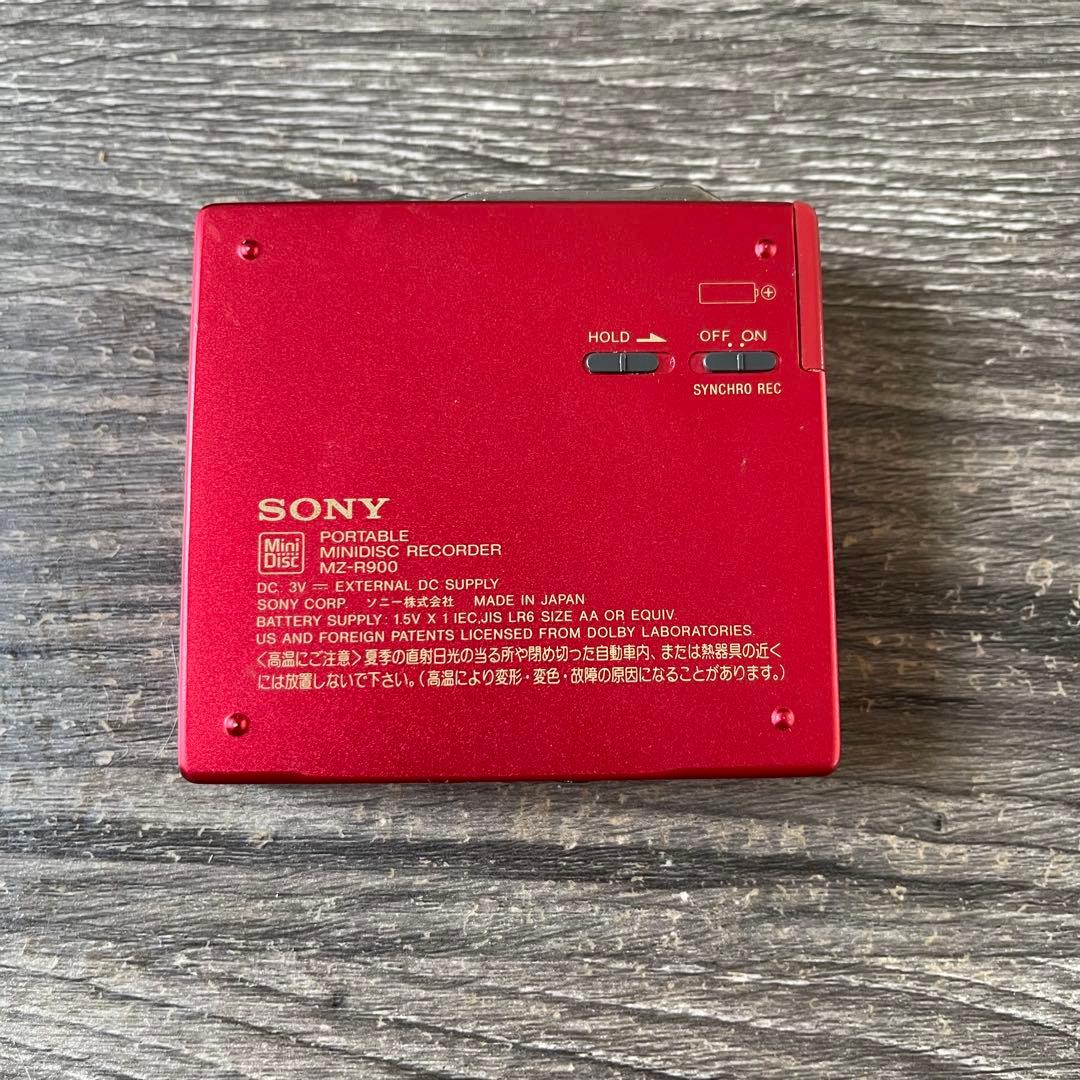 HOLD
OFF ON
SYNCHRO REC
SONY
Mini Disc
PORTABLE
MINIDISC RECORDER
MZ-R900
DC 3V ⎓ EXTERNAL DC SUPPLY
SONY CORP. ソニー株式会社 MADE IN JAPAN
BATTERY SUPPLY: 1.5V X 1 IEC,JIS LR6 SIZE AA OR EQUIV.
US AND FOREIGN PATENTS LICENSED FROM DOLBY LABORATORIES.
〈高温にご注意〉夏季の直射日光の当る所や閉め切った自動車内、または熱器具の近く
には放置しないで下さい。(高温により変形・変色・故障の原因になることがあります。)